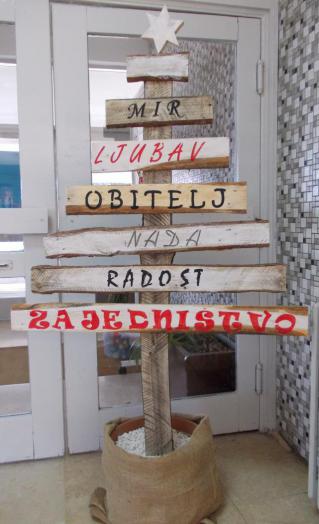 MIR
LJUBAV
OBITELJ
NADA
RADOST
ZAJEDNISTVO